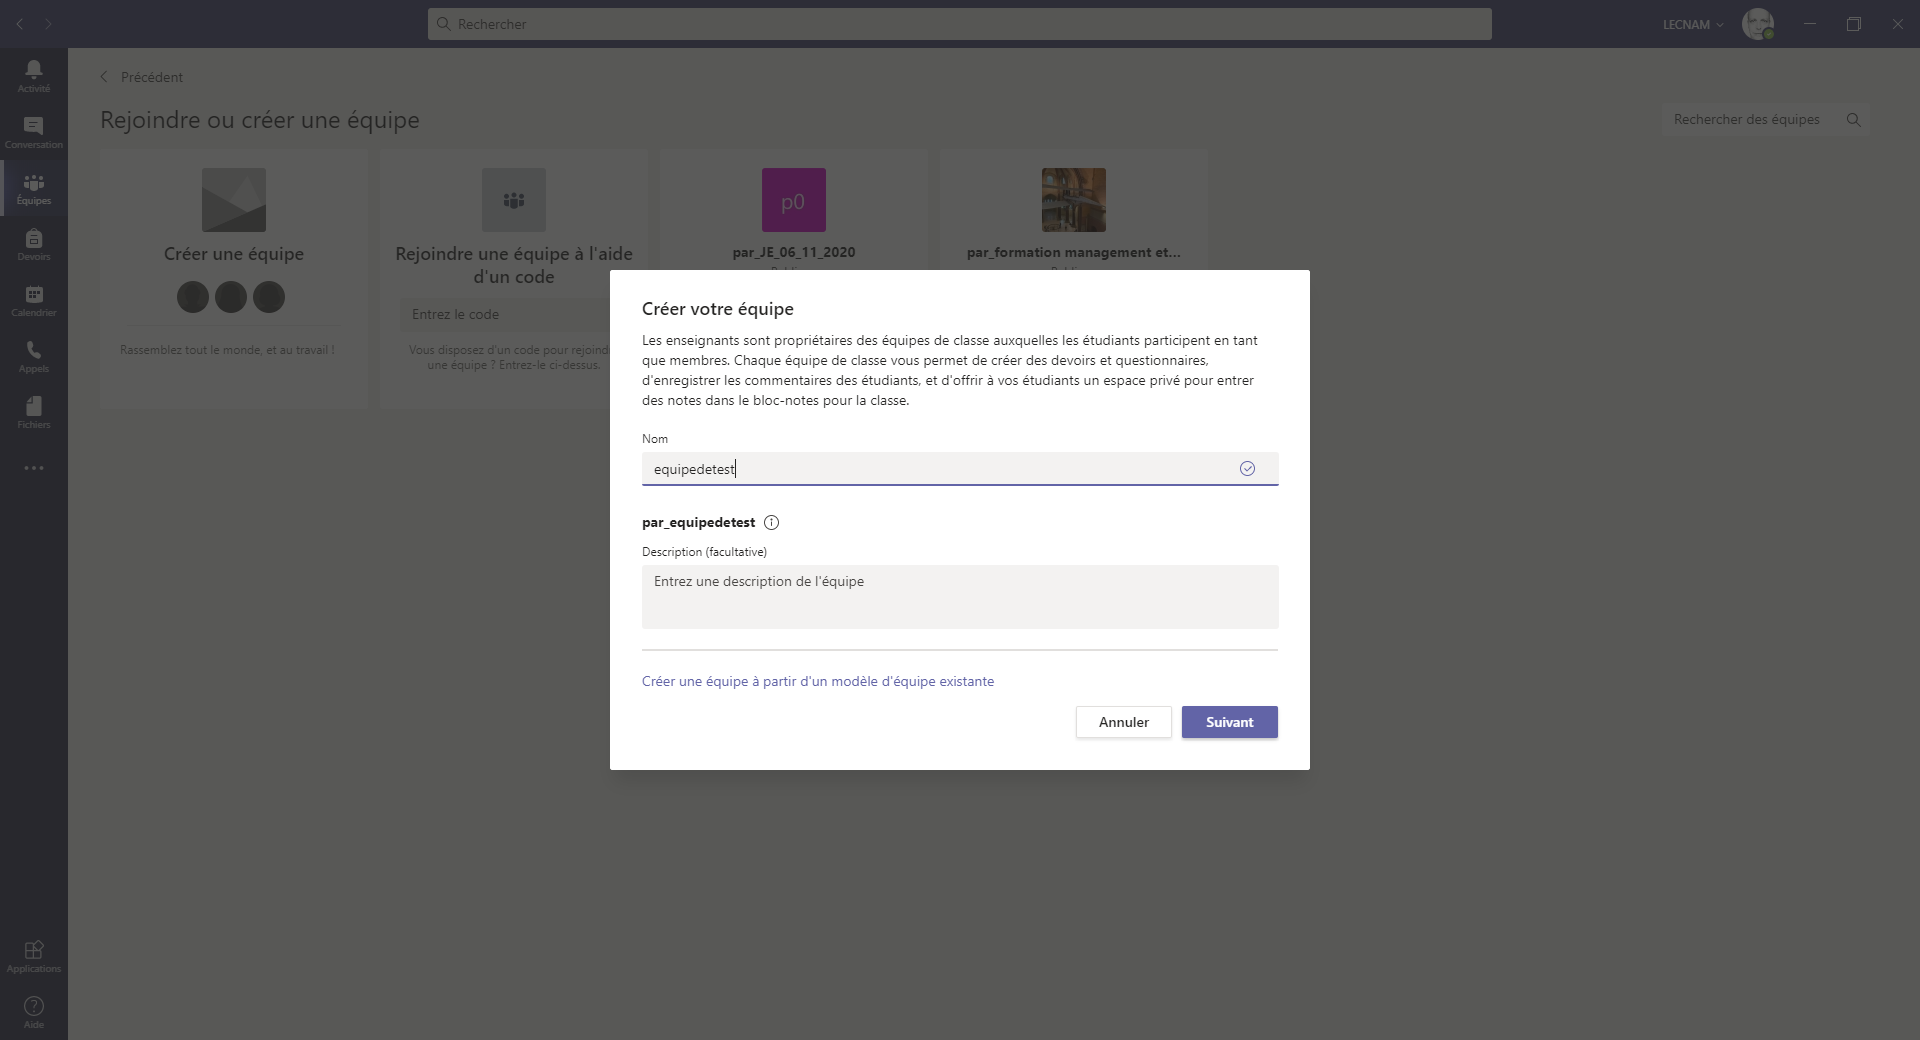 Rechercher
LECNAM
Activité
Conversation
Équipes
Devoirs
Calendrier
Appels
Fichiers
Applications
Aide
Précédent
Rejoindre ou créer une équipe
Rechercher des équipes
Créer une équipe
Rassemblez tout le monde, et au travail !
Rejoindre une équipe à l'aide
d'un code
Entrez le code
Vous disposez d'un code pour
une équipe ? Entrez-le ci-dessus.
p0
par_JE_06_11_2020
par_formation management et...
Créer votre équipe
Les enseignants sont propriétaires des équipes de classe auxquelles les étudiants participent en tant
que membres. Chaque équipe de classe vous permet de créer des devoirs et questionnaires,
d'enregistrer les commentaires des étudiants, et d'offrir à vos étudiants un espace privé pour entrer
des notes dans le bloc-notes pour la classe.
Nom
equipedetest
par_equipedetest
Description (facultative)
Entrez une description de l'équipe
Créer une équipe à partir d'un modèle d'équipe existante
Annuler
Suivant